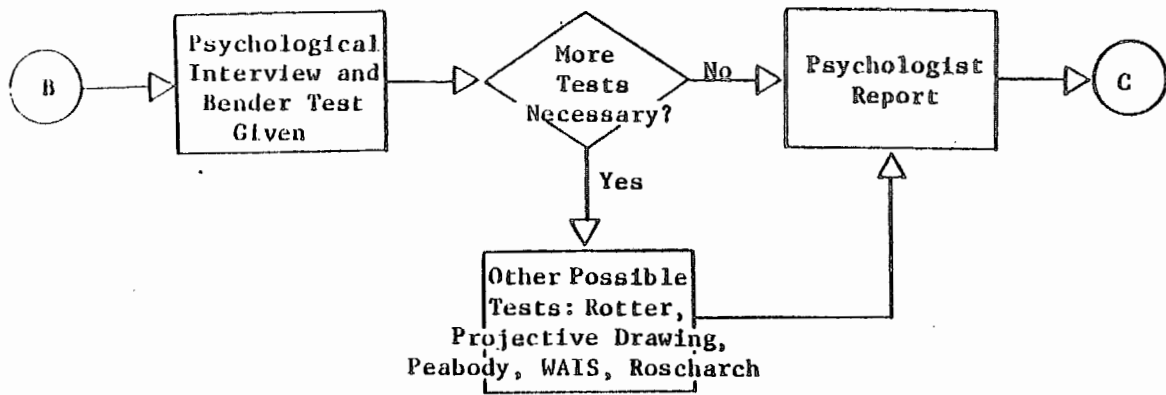 B
Psychological
Interview and
Bender Test
Given
More
Tests
Necessary?
No
Psychologist
Report
C
Yes
Other Possible
Tests: Rotter,
Projective Drawing,
Peabody, WAIS, Roscharch